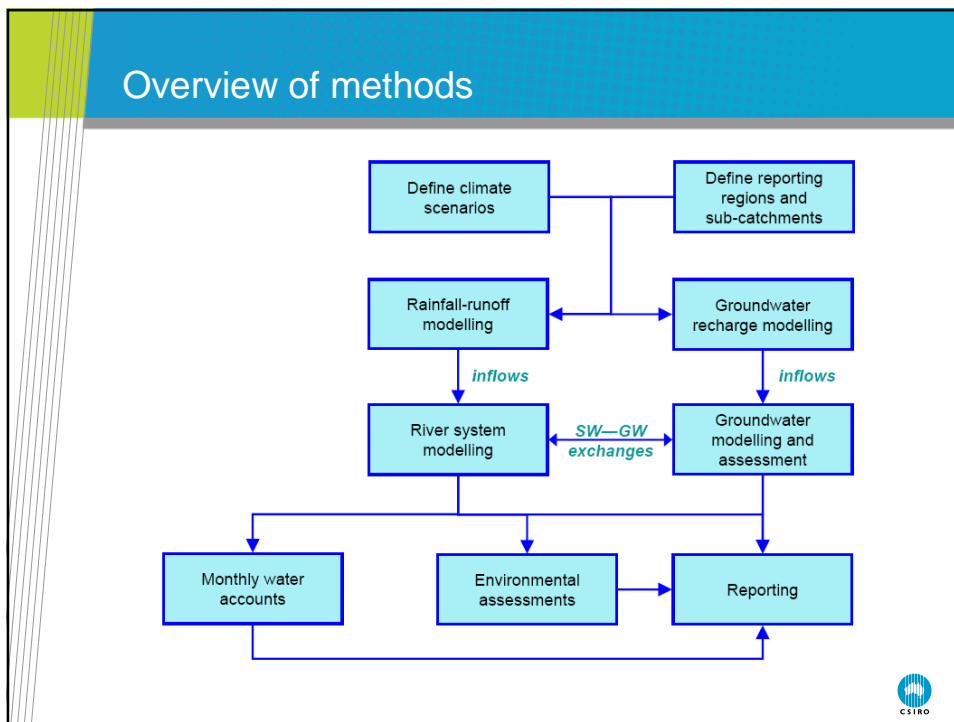 Overview of methods
Define climate
scenarios
Define reporting
regions and
sub-catchments
Rainfall-runoff
modelling
Groundwater
recharge modelling
inflows
inflows
River system
modelling
SW—GW
exchanges
Groundwater
modelling and
assessment
Monthly water
accounts
Environmental
assessments
Reporting
CSIRO